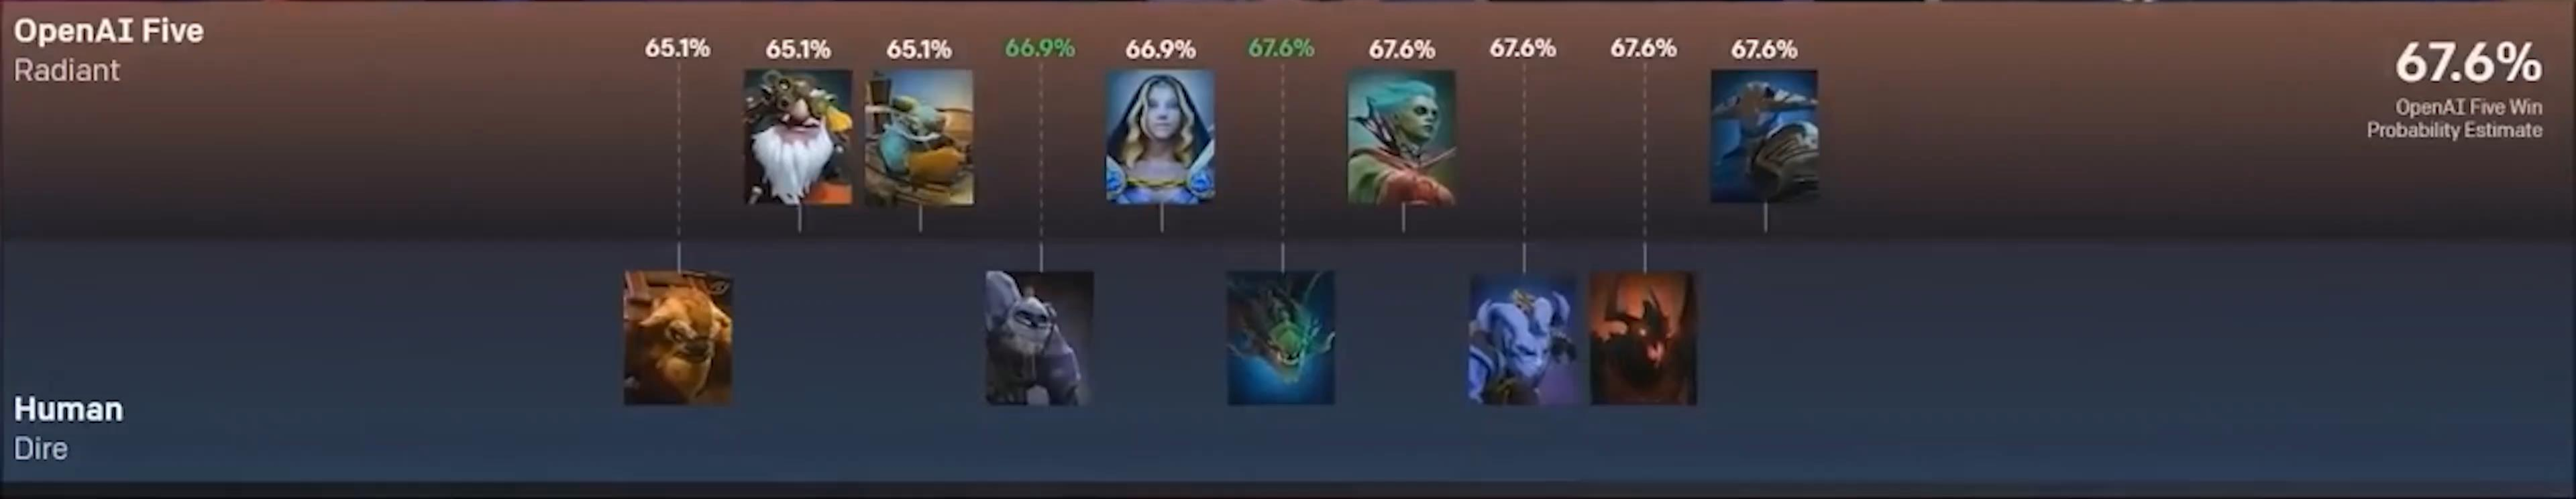 OpenAI Five
Radiant
65.1% 65.1% 65.1% 66.9% 66.9% 67.6% 67.6% 67.6% 67.6% 67.6%
67.6%
OpenAI Five Win
Probability Estimate
Human
Dire